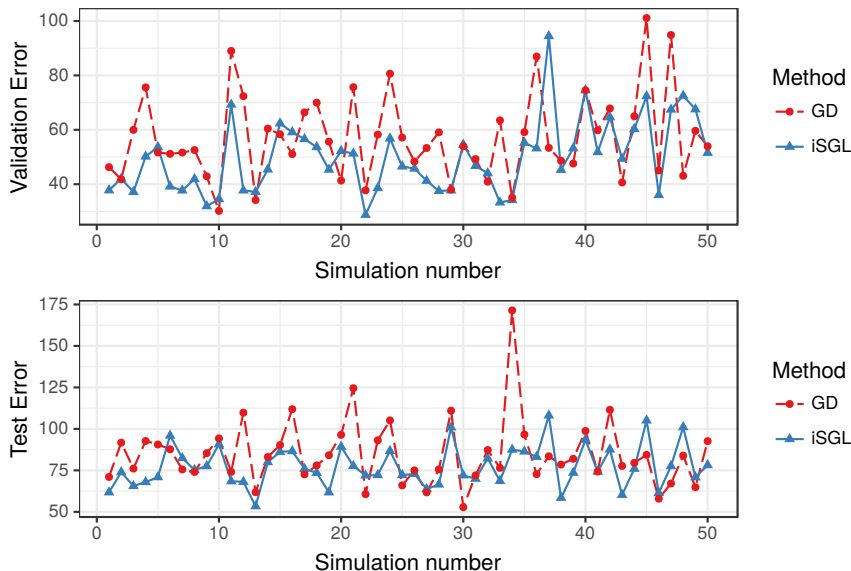 Validation Error
100
80
60
40
0
10
20
30
40
50
Simulation number
Method
GD
iSGL
Test Error
175
150
125
100
75
50
0
10
20
30
40
50
Simulation number
Method
GD
iSGL